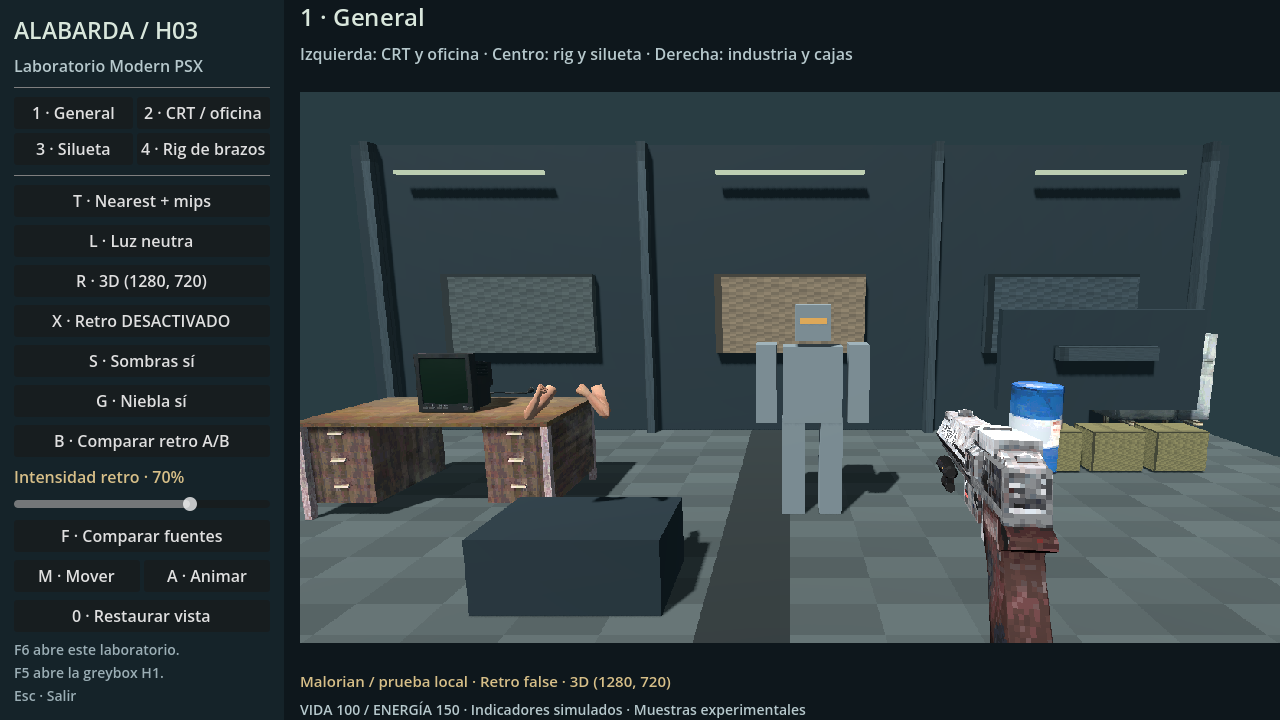 ALABARDA / H03
Laboratorio Modern PSX
1 · General
2 · CRT / oficina
3 · Silueta
4 · Rig de brazos
T · Nearest + mips
L · Luz neutra
R · 3D (1280, 720)
X · Retro DESACTIVADO
S · Sombras sí
G · Niebla sí
B · Comparar retro A/B
Intensidad retro · 70%
F · Comparar fuentes
M · Mover
A · Animar
0 · Restaurar vista
F6 abre este laboratorio.
F5 abre la greybox H1.
Esc · Salir
1 · General
Izquierda: CRT y oficina · Centro: rig y silueta · Derecha: industria y cajas
Malorian / prueba local · Retro false · 3D (1280, 720)
VIDA 100 / ENERGÍA 150 · Indicadores simulados · Muestras experimentales